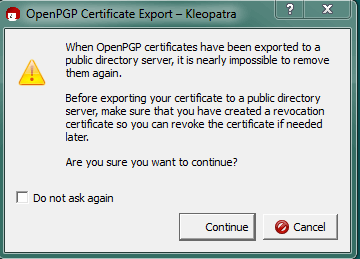 OpenPGP Certificate Export – Kleopatra
When OpenPGP certificates have been exported to a
public directory server, it is nearly impossible to remove
them again.
Before exporting your certificate to a public directory
server, make sure that you have created a revocation
certificate so you can revoke the certificate if needed
later.
Are you sure you want to continue?
Do not ask again
Continue
Cancel